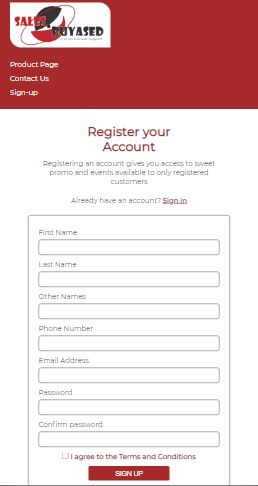 SALES
BUYASED
Product Page
Contact Us
Sign-up
Register your
Account
Registering an account gives you access to sweet
promo and events available to only registered
customers
Already have an account? Sign in
First Name
Last Name
Other Names
Phone Number
Email Address
Password
Confirm password
I agree to the Terms and Conditions
SIGN UP